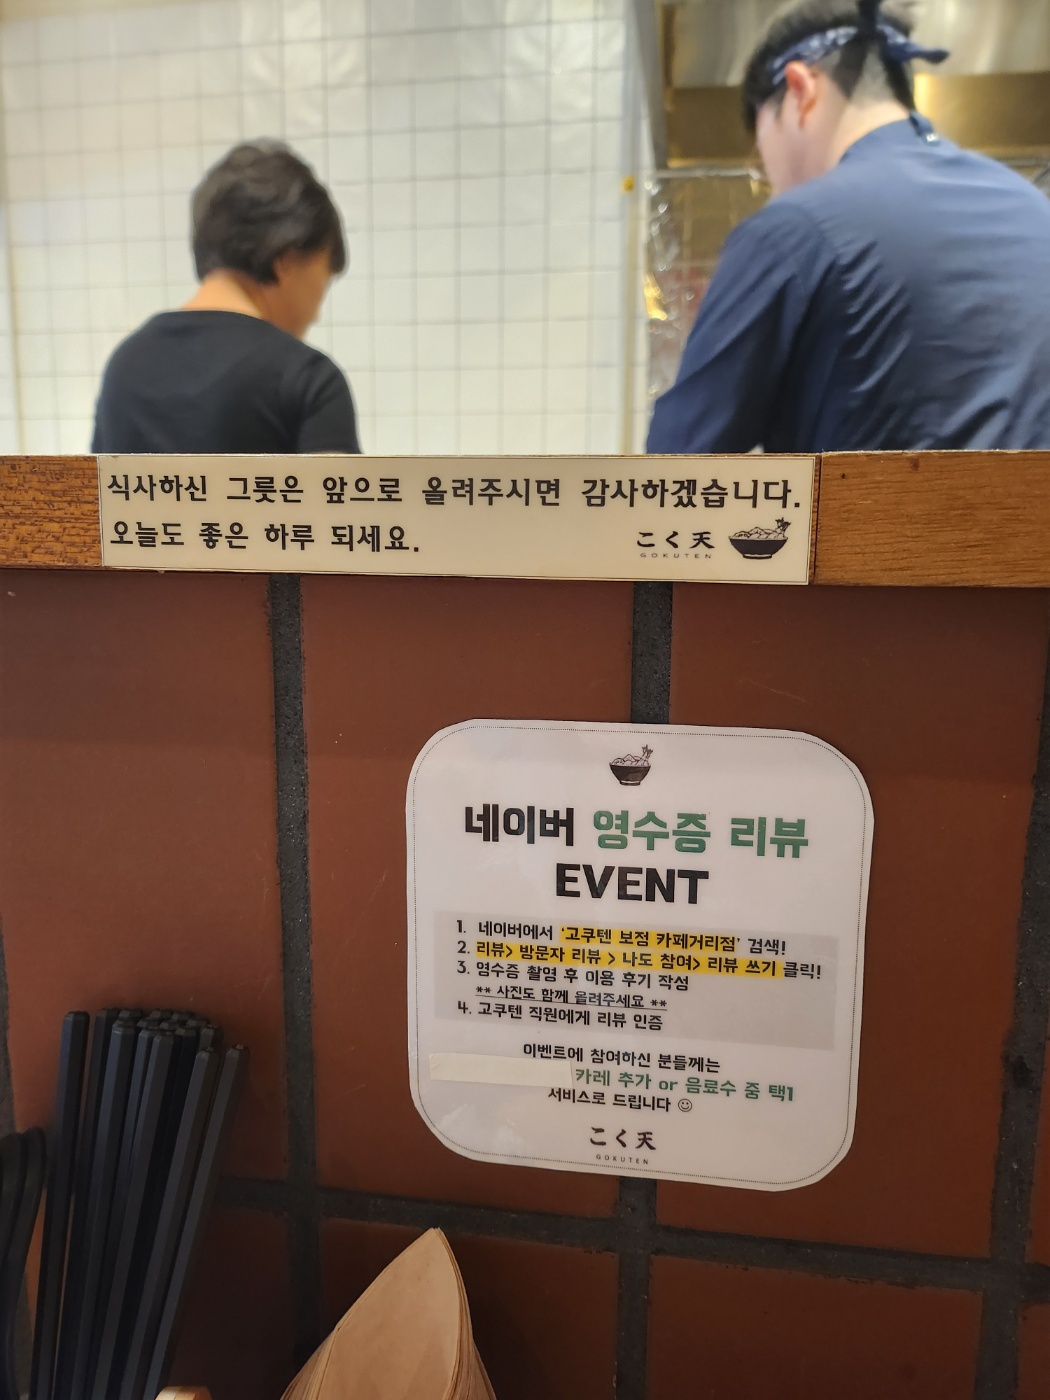 식사하신 그릇은 앞으로 올려주시면 감사하겠습니다.
오늘도 좋은 하루 되세요.
こく天
GOKUTEN
네이버 영수증 리뷰
EVENT
1. 네이버에서 '고쿠텐 보정 카페거리점' 검색!
2. 리뷰> 방문자 리뷰 > 나도 참여> 리뷰 쓰기 클릭!
3. 영수증 촬영 후 이용 후기 작성
** 사진도 함께 올려주세요 **
4. 고쿠텐 직원에게 리뷰 인증
이벤트에 참여하신 분들께는
카레 추가 or 음료수 중 택1
서비스로 드립니다 ☺
こく天
GOKUTEN